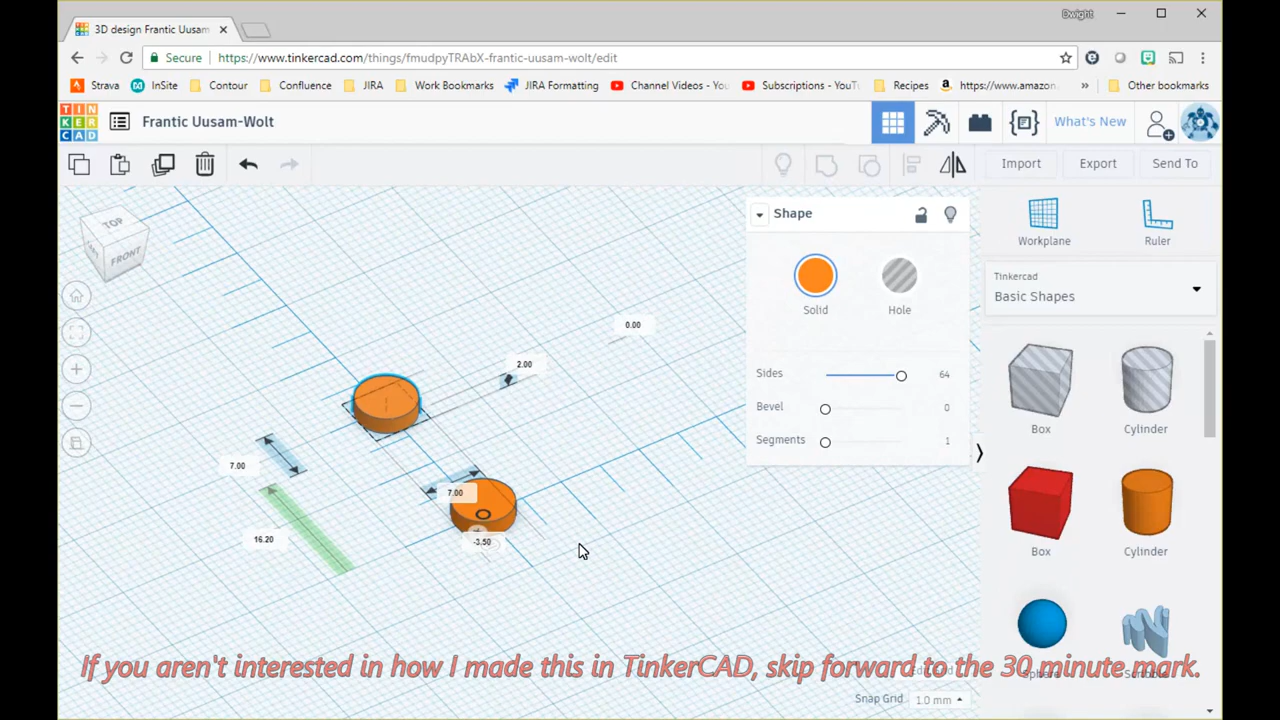 Dwight
3D design Frantic Uusam
Secure
https://www.tinkercad.com/things/fmudpyTRAbX-frantic-uusam-wolt/edit
Strava
InSite
Contour
Confluence
JIRA
Work Bookmarks
JIRA Formatting
Channel Videos - You
Subscriptions - YouTu
Recipes
https://www.amazon
»
Other bookmarks
TIN
KER
CAD
Frantic Uusam-Wolt
What's New
Import
Export
Send To
TOP
FRONT
Shape
Solid
Hole
Sides
64
Bevel
0
Segments
1
Workplane
Ruler
Tinkercad
Basic Shapes
Box
Cylinder
Box
Cylinder
0.00
2.00
7.00
7.00
16.20
-3.50
If you aren't interested in how I made this in TinkerCAD, skip forward to the 30 minute mark.
Snap Grid
1.0 mm